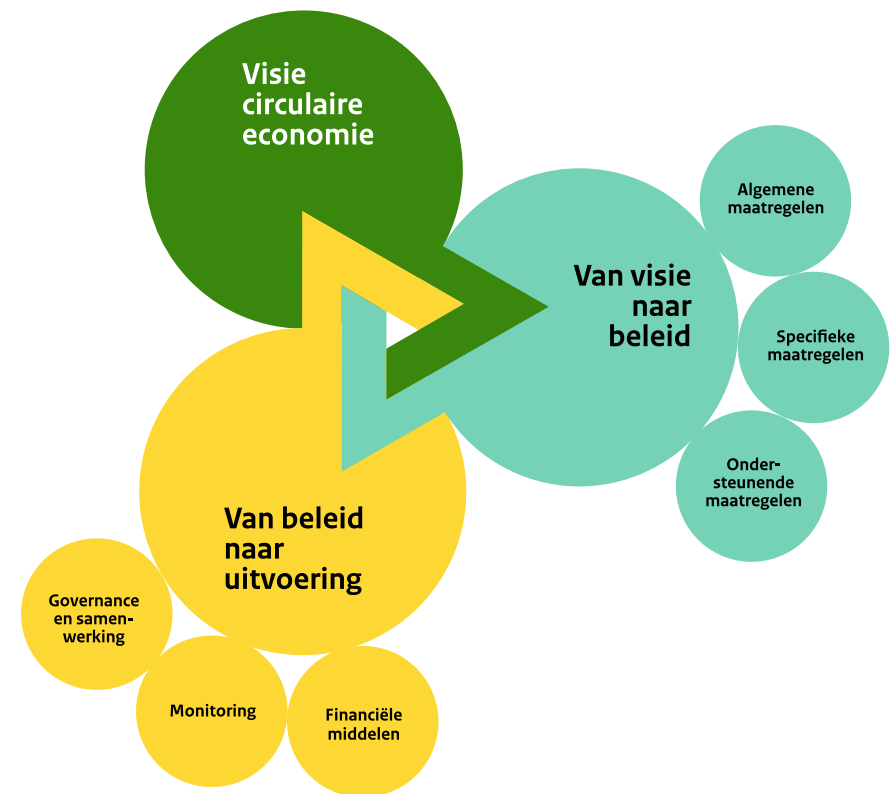 Visie
circulaire
economie
Van visie
naar
beleid
Algemene
maatregelen
Specifieke
maatregelen
Onder-
steunende
maatregelen
Van beleid
naar
uitvoering
Governance
en samen-
werking
Monitoring
Financiële
middelen